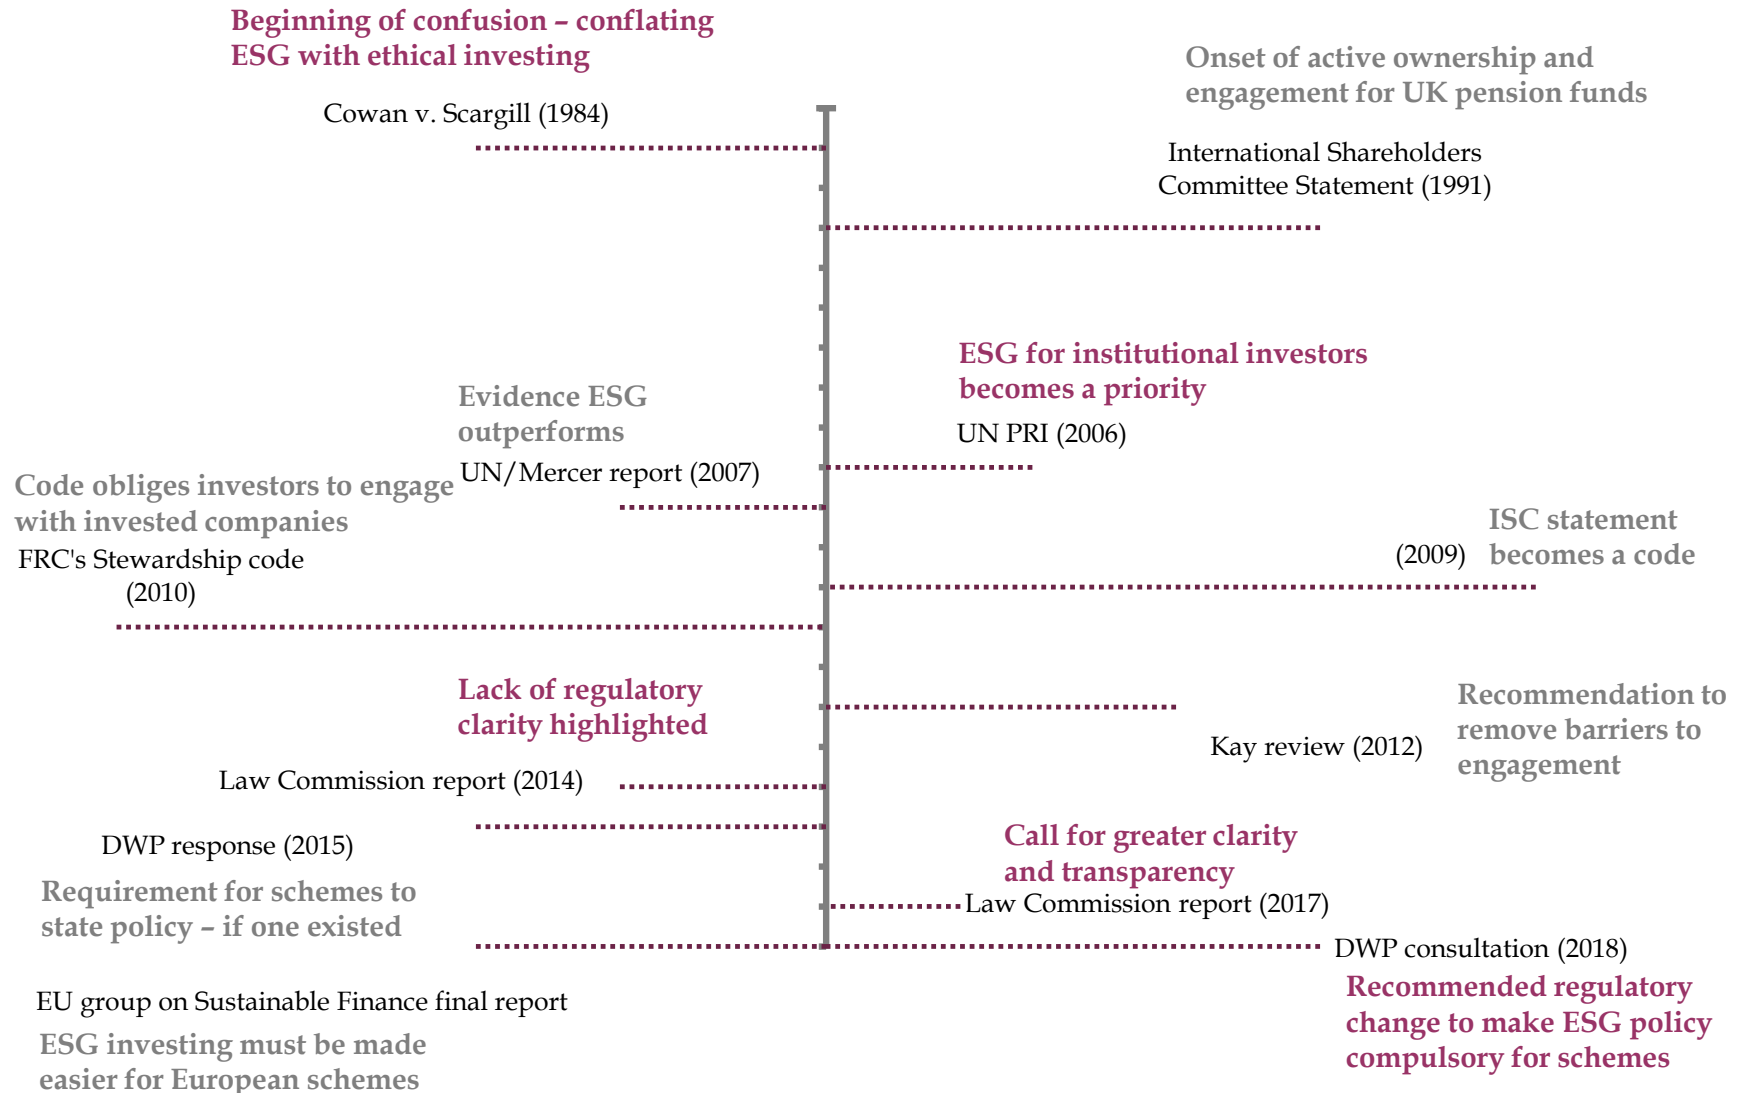 Beginning of confusion – conflating
ESG with ethical investing
Cowan v. Scargill (1984)
Onset of active ownership and
engagement for UK pension funds
International Shareholders
Committee Statement (1991)
ESG for institutional investors
becomes a priority
UN PRI (2006)
Evidence ESG
outperforms
UN/Mercer report (2007)
Code obliges investors to engage
with invested companies
FRC's Stewardship code
(2010)
ISC statement
becomes a code
(2009)
Lack of regulatory
clarity highlighted
Law Commission report (2014)
Recommendation to
remove barriers to
engagement
Kay review (2012)
DWP response (2015)
Requirement for schemes to
state policy – if one existed
Call for greater clarity
and transparency
Law Commission report (2017)
DWP consultation (2018)
Recommended regulatory
change to make ESG policy
compulsory for schemes
EU group on Sustainable Finance final report
ESG investing must be made
easier for European schemes